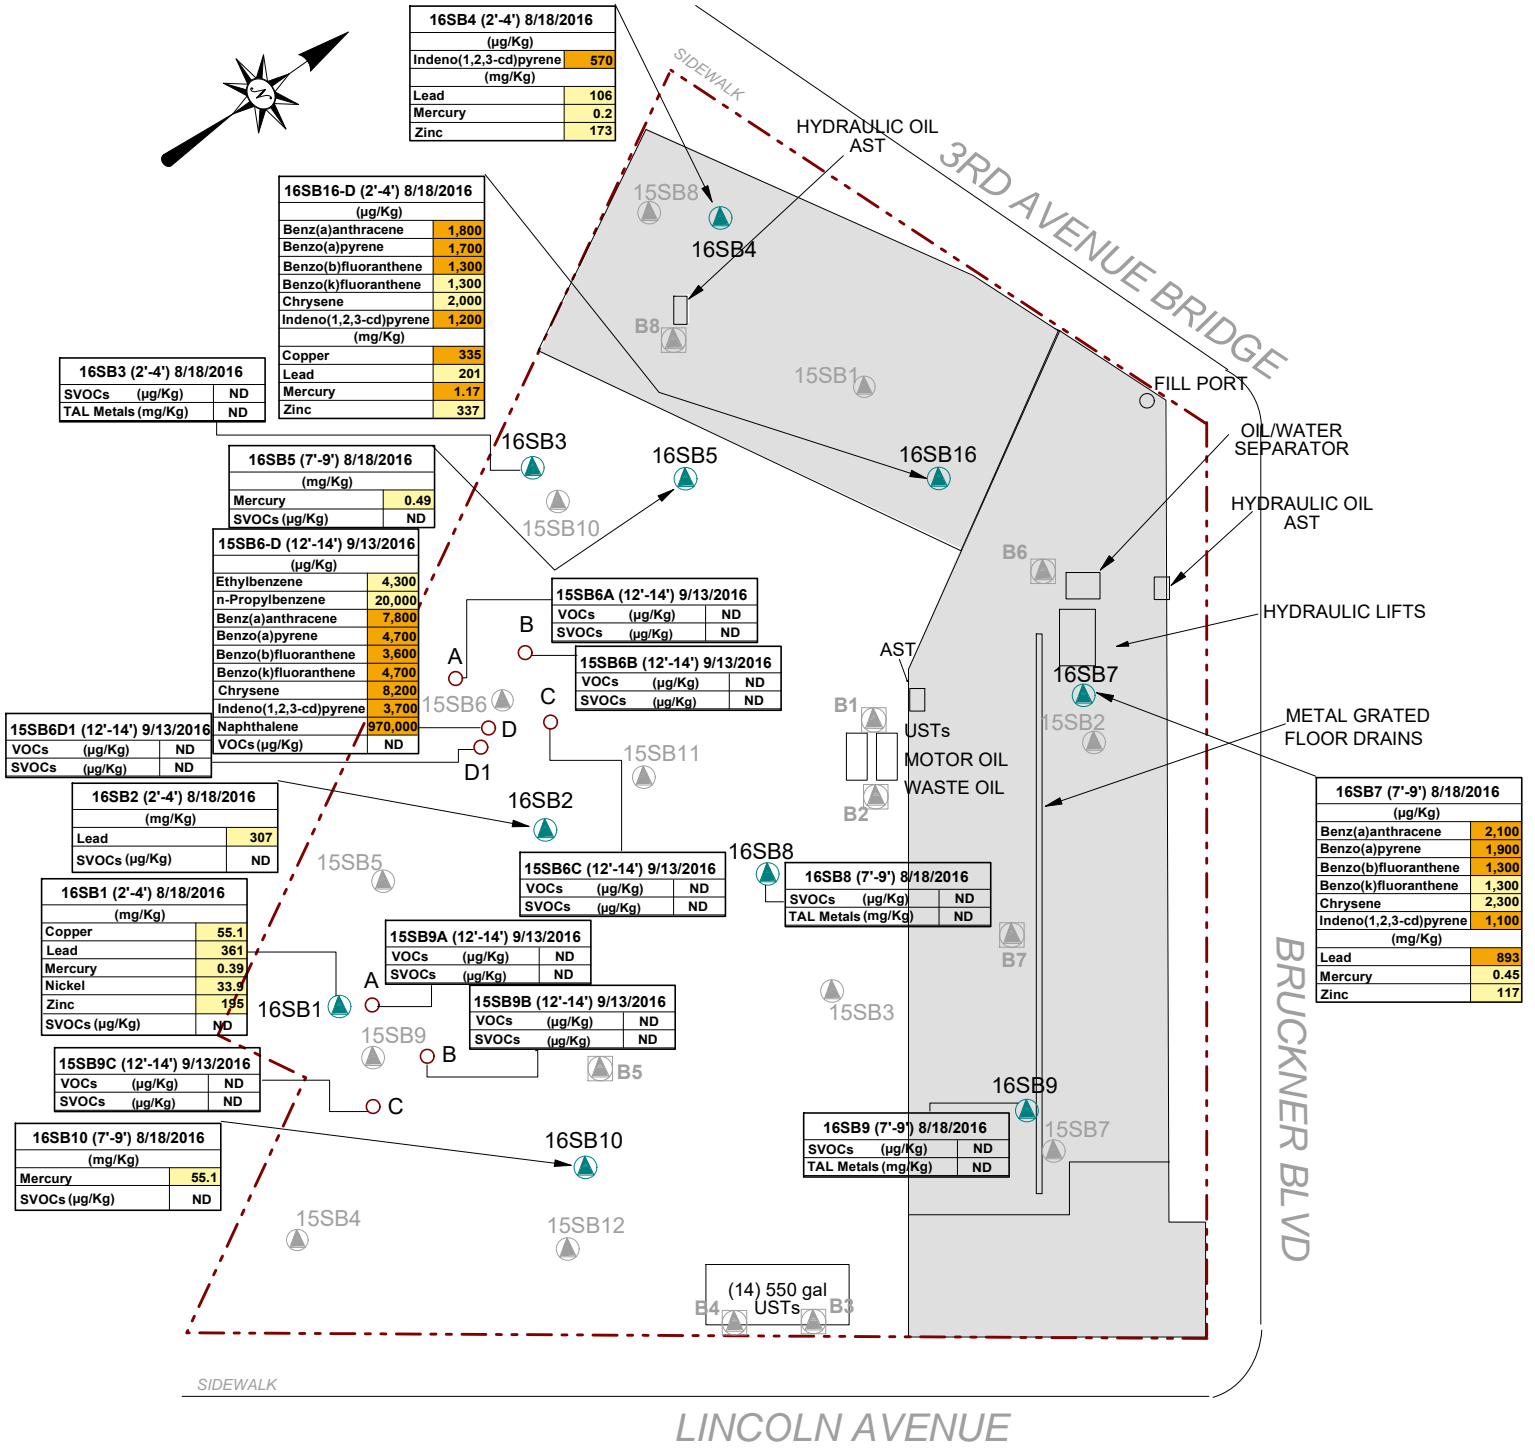 16SB4 (2'-4') 8/18/2016
(µg/Kg)
Indeno(1,2,3-cd)pyrene 570
(mg/Kg)
Lead 106
Mercury 0.2
Zinc 173
N
SIDEWALK
3RD AVENUE BRIDGE
HYDRAULIC OIL
AST
15SB8
16SB4
B8
15SB1
16SB16-D (2'-4') 8/18/2016
(µg/Kg)
Benz(a)anthracene 1,800
Benzo(a)pyrene 1,700
Benzo(b)fluoranthene 1,300
Benzo(k)fluoranthene 1,300
Chrysene 2,000
Indeno(1,2,3-cd)pyrene 1,200
(mg/Kg)
Copper 335
Lead 201
Mercury 1.17
Zinc 337
16SB3 (2'-4') 8/18/2016
SVOCs (µg/Kg) ND
TAL Metals (mg/Kg) ND
FILL PORT
OIL/WATER
SEPARATOR
HYDRAULIC OIL
AST
HYDRAULIC LIFTS
16SB3
16SB5
16SB16
15SB10
B6
16SB5 (7'-9') 8/18/2016
(mg/Kg)
Mercury 0.49
SVOCs (µg/Kg) ND
15SB6-D (12'-14') 9/13/2016
(µg/Kg)
Ethylbenzene 4,300
n-Propylbenzene 20,000
Benz(a)anthracene 7,800
Benzo(a)pyrene 4,700
Benzo(b)fluoranthene 3,600
Benzo(k)fluoranthene 4,700
Chrysene 8,200
Indeno(1,2,3-cd)pyrene 3,700
Naphthalene 970,000
VOCs (µg/Kg) ND
15SB6A (12'-14') 9/13/2016
VOCs (µg/Kg) ND
SVOCs (µg/Kg) ND
15SB6B (12'-14') 9/13/2016
VOCs (µg/Kg) ND
SVOCs (µg/Kg) ND
A
B
C
15SB6
D
D1
AST
B1
USTs
MOTOR OIL
WASTE OIL
B2
16SB7
15SB2
METAL GRATED
FLOOR DRAINS
15SB6D1 (12'-14') 9/13/2016
VOCs (µg/Kg) ND
SVOCs (µg/Kg) ND
15SB11
16SB2 (2'-4') 8/18/2016
(mg/Kg)
Lead 307
SVOCs (µg/Kg) ND
16SB2
15SB5
16SB7 (7'-9') 8/18/2016
(µg/Kg)
Benz(a)anthracene 2,100
Benzo(a)pyrene 1,900
Benzo(b)fluoranthene 1,300
Benzo(k)fluoranthene 1,300
Chrysene 2,300
Indeno(1,2,3-cd)pyrene 1,100
(mg/Kg)
Lead 893
Mercury 0.45
Zinc 117
15SB6C (12'-14') 9/13/2016
VOCs (µg/Kg) ND
SVOCs (µg/Kg) ND
16SB8
16SB8 (7'-9') 8/18/2016
SVOCs (µg/Kg) ND
TAL Metals (mg/Kg) ND
16SB1 (2'-4') 8/18/2016
(mg/Kg)
Copper 55.1
Lead 361
Mercury 0.39
Nickel 33.9
Zinc 195
SVOCs (µg/Kg) ND
15SB9A (12'-14') 9/13/2016
VOCs (µg/Kg) ND
SVOCs (µg/Kg) ND
15SB9B (12'-14') 9/13/2016
VOCs (µg/Kg) ND
SVOCs (µg/Kg) ND
B7
15SB3
A
16SB1
15SB9
B
B5
C
15SB9C (12'-14') 9/13/2016
VOCs (µg/Kg) ND
SVOCs (µg/Kg) ND
16SB10 (7'-9') 8/18/2016
(mg/Kg)
Mercury 55.1
SVOCs (µg/Kg) ND
16SB10
16SB9
16SB9 (7'-9') 8/18/2016
SVOCs (µg/Kg) ND
TAL Metals (mg/Kg) ND
15SB7
BRUCKNER BLVD
15SB4
15SB12
(14) 550 gal
USTs
B4
B3
SIDEWALK
LINCOLN AVENUE